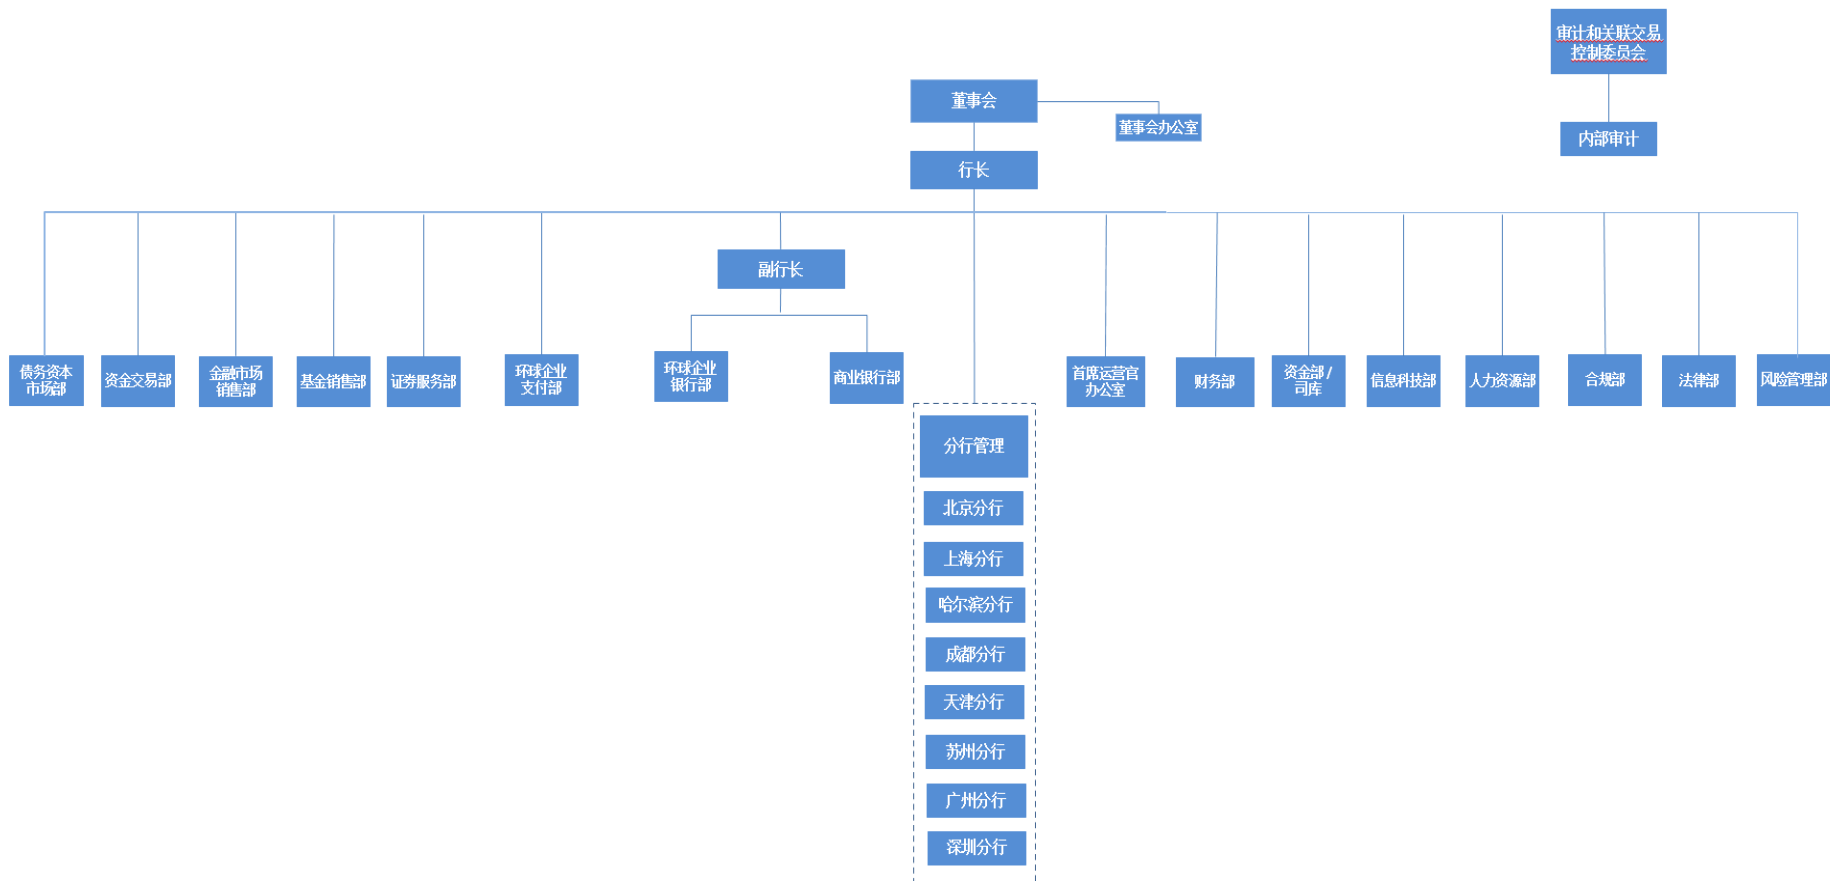 审计和关联交易
控制委员会
董事会
董事会办公室
内部审计
行长
副行长
债务资本
市场部
资金交易部
金融市场
销售部
基金销售部
证券服务部
环球企业
支付部
环球企业
银行部
商业银行部
首席运营官
办公室
财务部
资金部 /
司库
信息科技部
人力资源部
合规部
法律部
风险管理部
分行管理
北京分行
上海分行
哈尔滨分行
成都分行
天津分行
苏州分行
广州分行
深圳分行